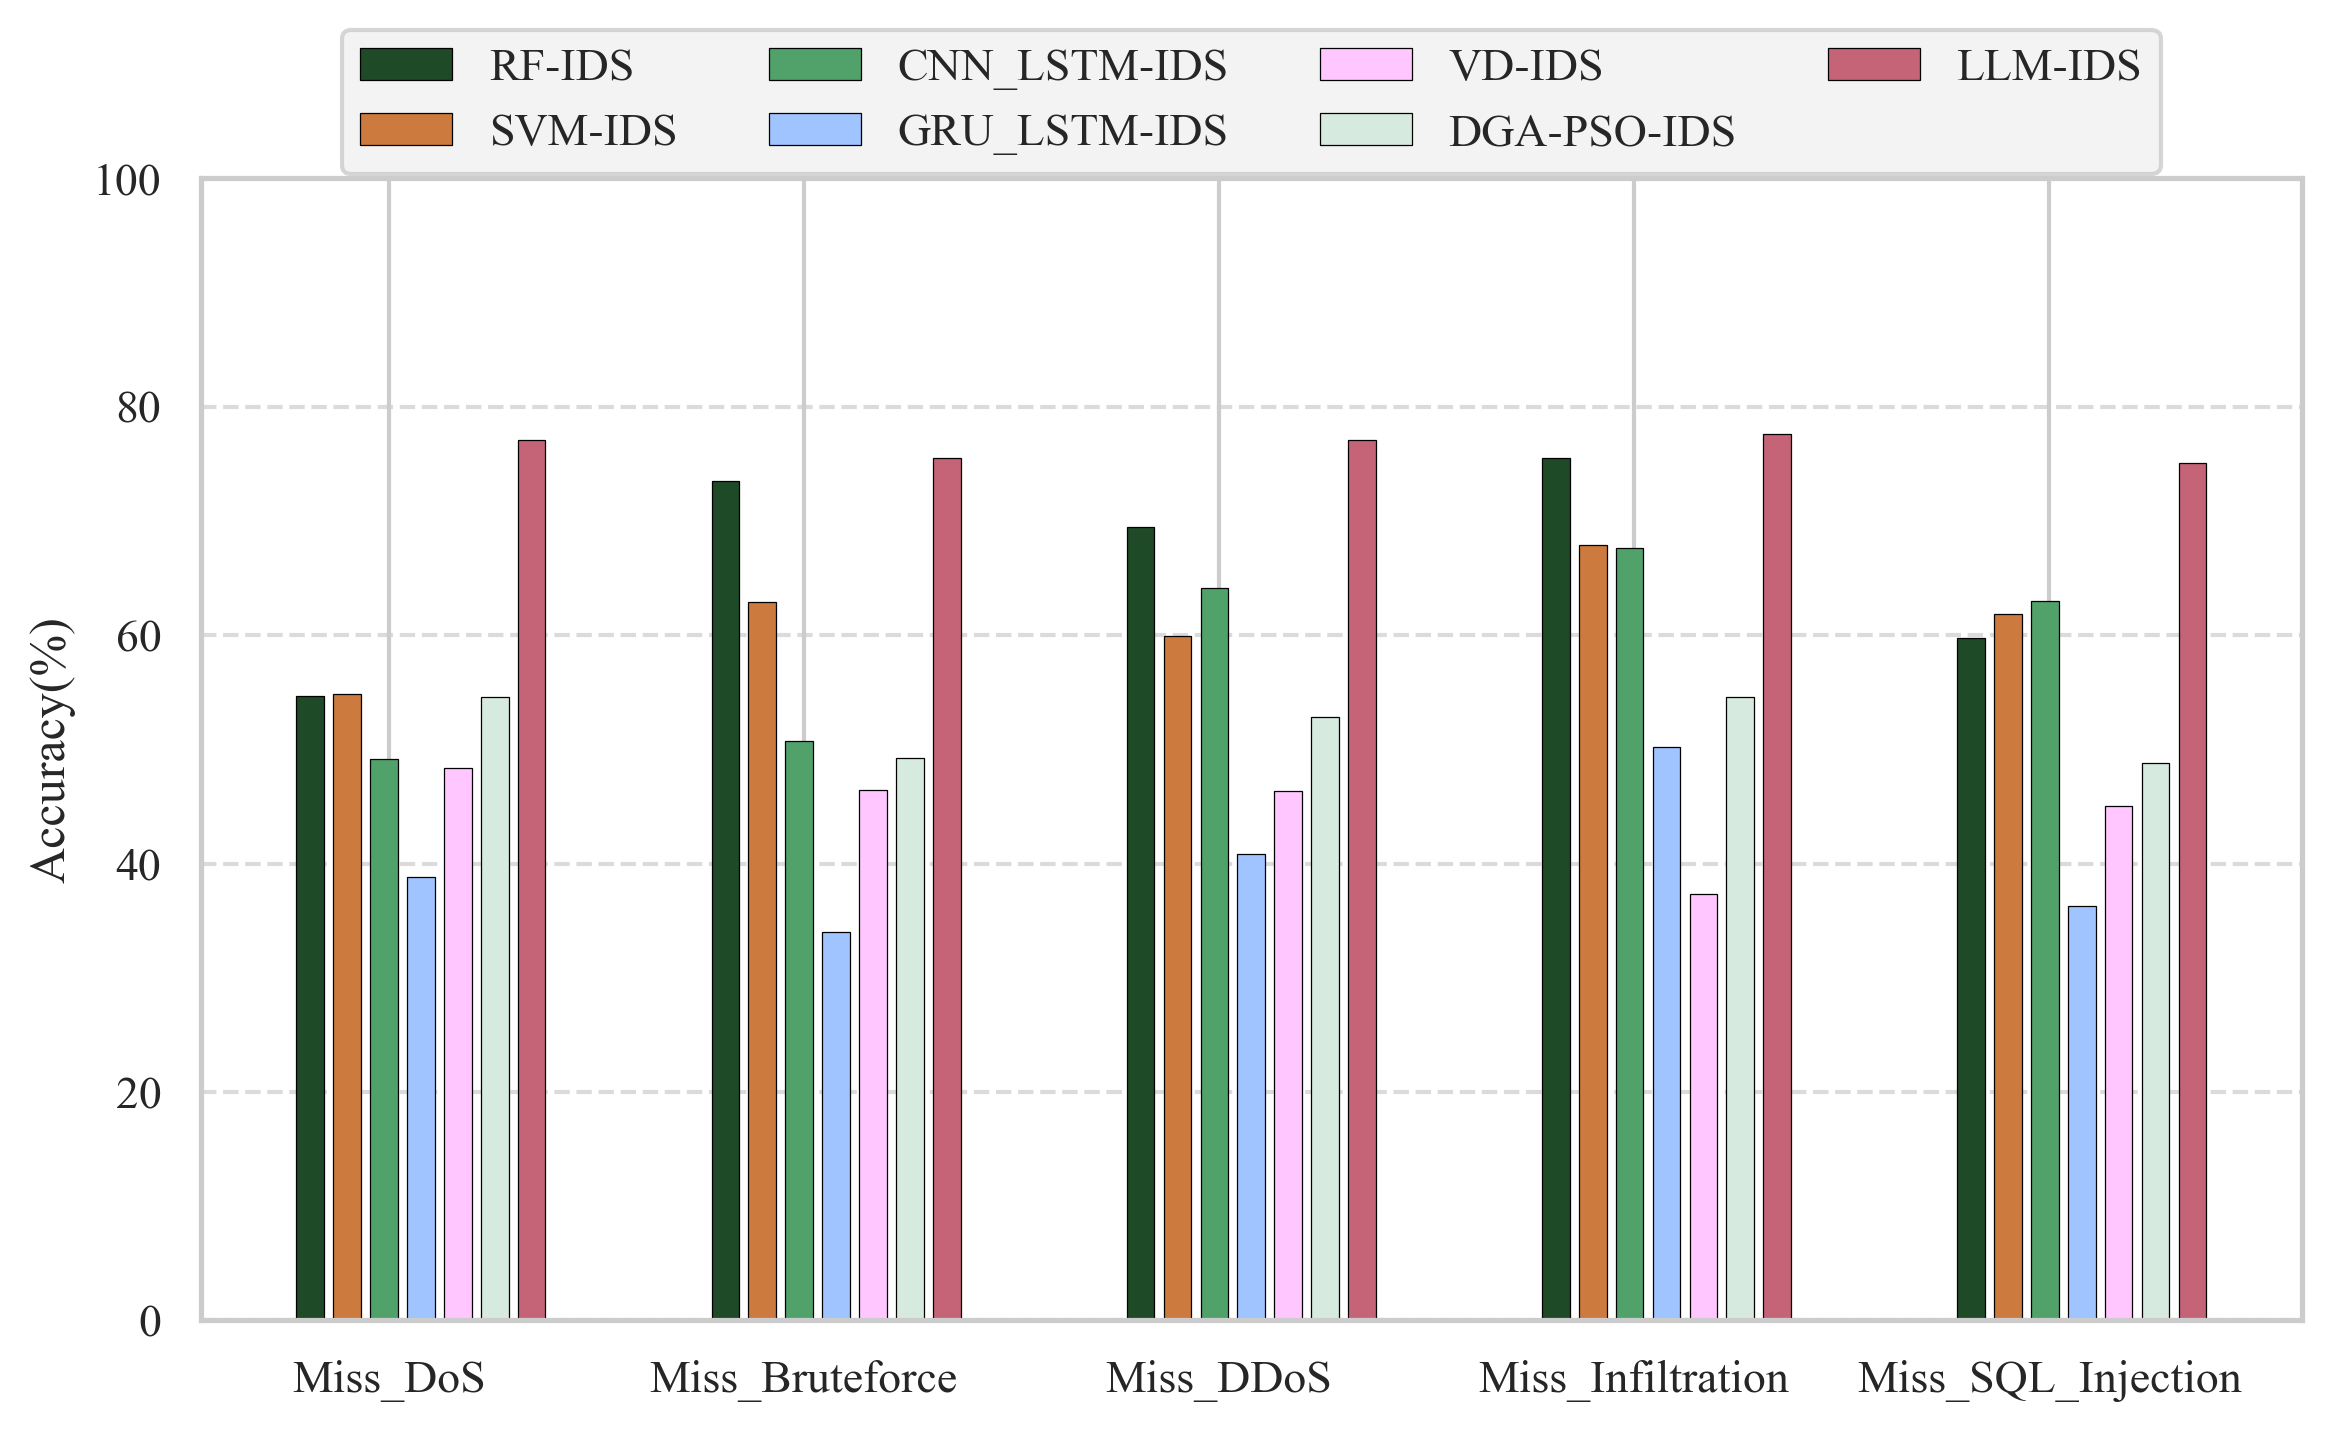 RF-IDS CNN_LSTM-IDS VD-IDS LLM-IDS
SVM-IDS GRU_LSTM-IDS DGA-PSO-IDS
100
80
60
40
20
0
Accuracy(%)
Miss_DoS Miss_Bruteforce Miss_DDoS Miss_Infiltration Miss_SQL_Injection